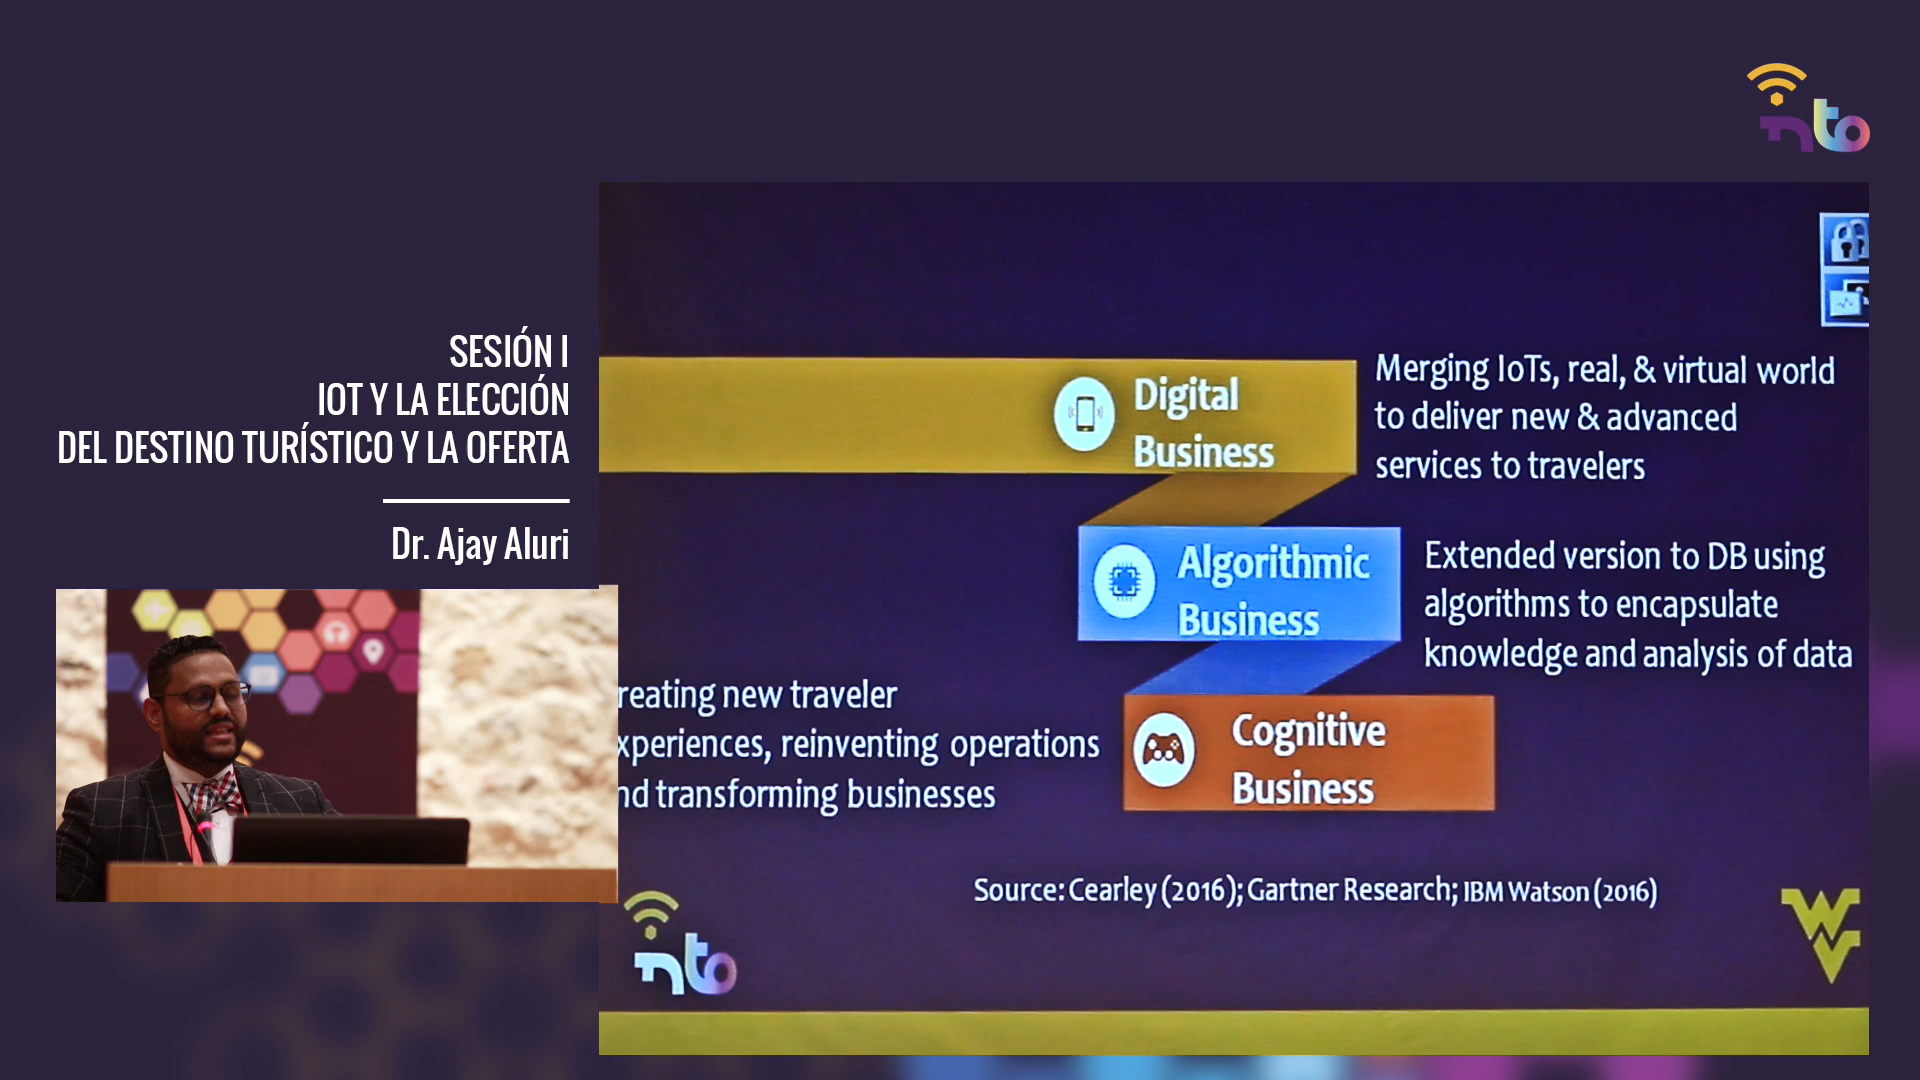 nto
SESIÓN I
IOT Y LA ELECCIÓN
DEL DESTINO TURÍSTICO Y LA OFERTA
Dr. Ajay Aluri
Digital
Business
Merging IoTs, real, & virtual world
to deliver new & advanced
services to travelers
Algorithmic
Business
Extended version to DB using
algorithms to encapsulate
knowledge and analysis of data
reating new traveler
xperiences, reinventing operations
nd transforming businesses
Cognitive
Business
Source: Cearley (2016); Gartner Research; IBM Watson (2016)
nto
WV